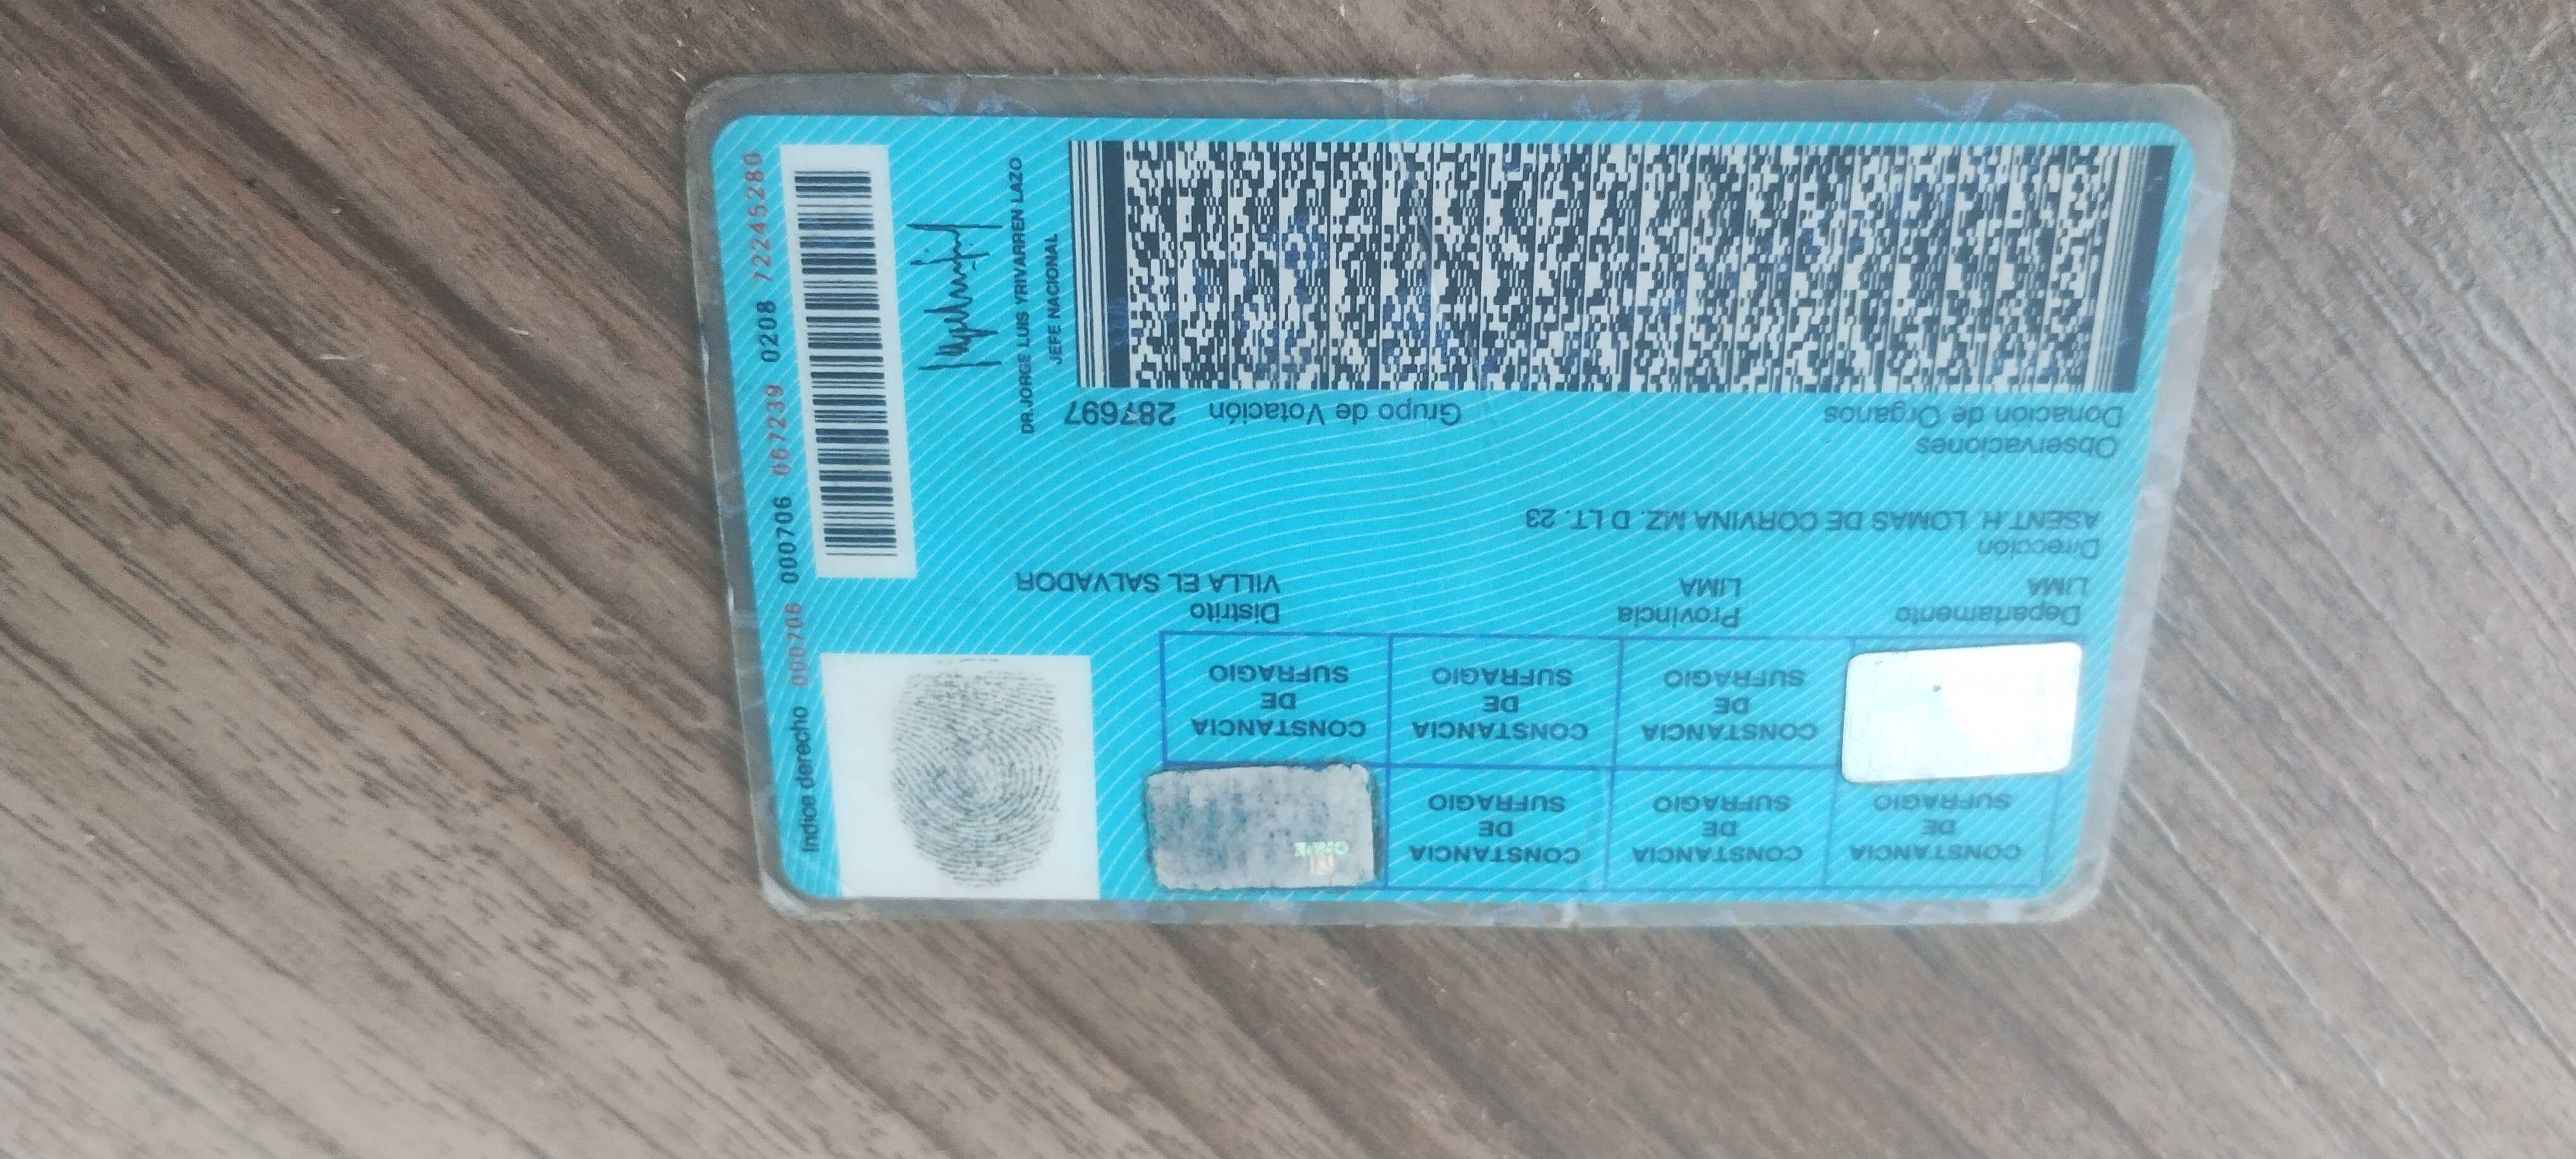 CONSTANCIA DE SUFRAGIO
CONSTANCIA DE SUFRAGIO
CONSTANCIA DE SUFRAGIO
CONSTANCIA DE SUFRAGIO
CONSTANCIA DE SUFRAGIO
CONSTANCIA DE SUFRAGIO
Departamento
LIMA
Provincia
LIMA
Distrito
VILLA EL SALVADOR
Dirección
ASENT.H. LOMAS DE CORVINA MZ. D LT. 23
Observaciones
Donación de Organos
Grupo de Votación 287697
Indice derecho 000706 000706 067239 0208 72245280
DR.JORGE LUIS YRIVARREN LAZO
JEFE NACIONAL